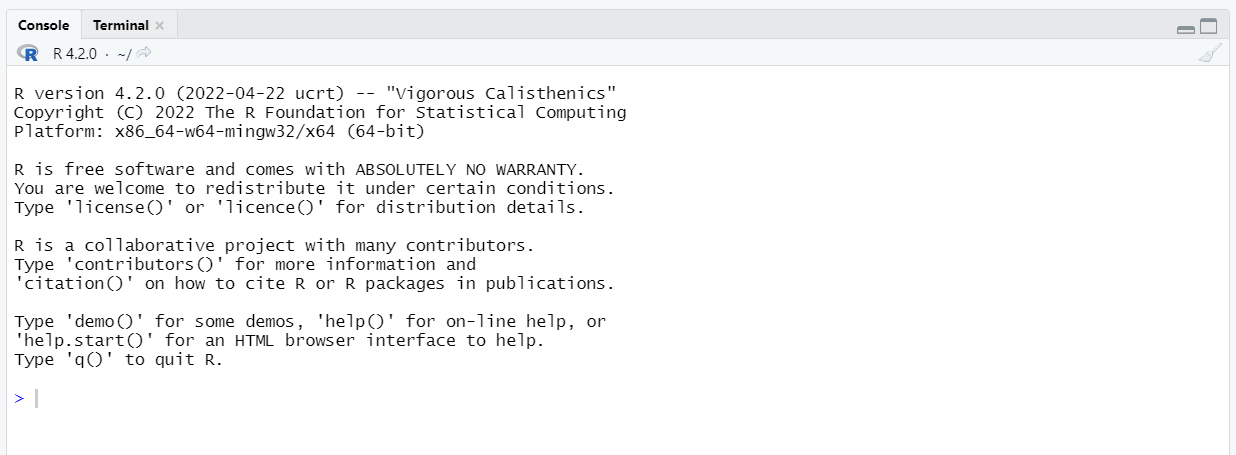 Console Terminal
R R 4.2.0 · ~/
R version 4.2.0 (2022-04-22 ucrt) -- "Vigorous Calisthenics"
Copyright (C) 2022 The R Foundation for Statistical Computing
Platform: x86_64-w64-mingw32/x64 (64-bit)
R is free software and comes with ABSOLUTELY NO WARRANTY.
You are welcome to redistribute it under certain conditions.
Type 'license()' or 'licence()' for distribution details.
R is a collaborative project with many contributors.
Type 'contributors()' for more information and
'citation()' on how to cite R or R packages in publications.
Type 'demo()' for some demos, 'help()' for on-line help, or
'help.start()' for an HTML browser interface to help.
Type 'q()' to quit R.
>